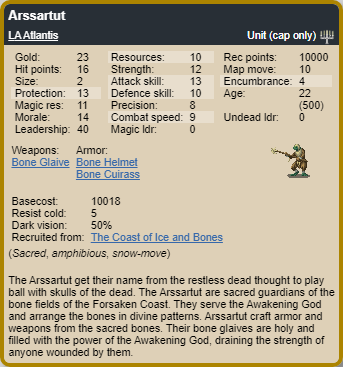 Arssartut
LA Atlantis Unit (cap only)
Gold: 23 Resources: 10 Rec points: 10000
Hit points: 16 Strength: 12 Map move: 10
Size: 2 Attack skill: 13 Encumbrance: 4
Protection: 13 Defence skill: 10 Age: 22
Magic res: 11 Precision: 8 (500)
Morale: 14 Combat speed: 9 Undead ldr: 0
Leadership: 40 Magic ldr: 0
Weapons: Armor:
Bone Glaive Bone Helmet
Bone Cuirass
Basecost: 10018
Resist cold: 5
Dark vision: 50%
Recruited from: The Coast of Ice and Bones
(Sacred, amphibious, snow-move)
The Arssartut get their name from the restless dead thought to play
ball with skulls of the dead. The Arssartut are sacred guardians of the
bone fields of the Forsaken Coast. They serve the Awakening God
and arrange the bones in divine patterns. Arssartut craft armor and
weapons from the sacred bones. Their bone glaives are holy and
filled with the power of the Awakening God, draining the strength of
anyone wounded by them.